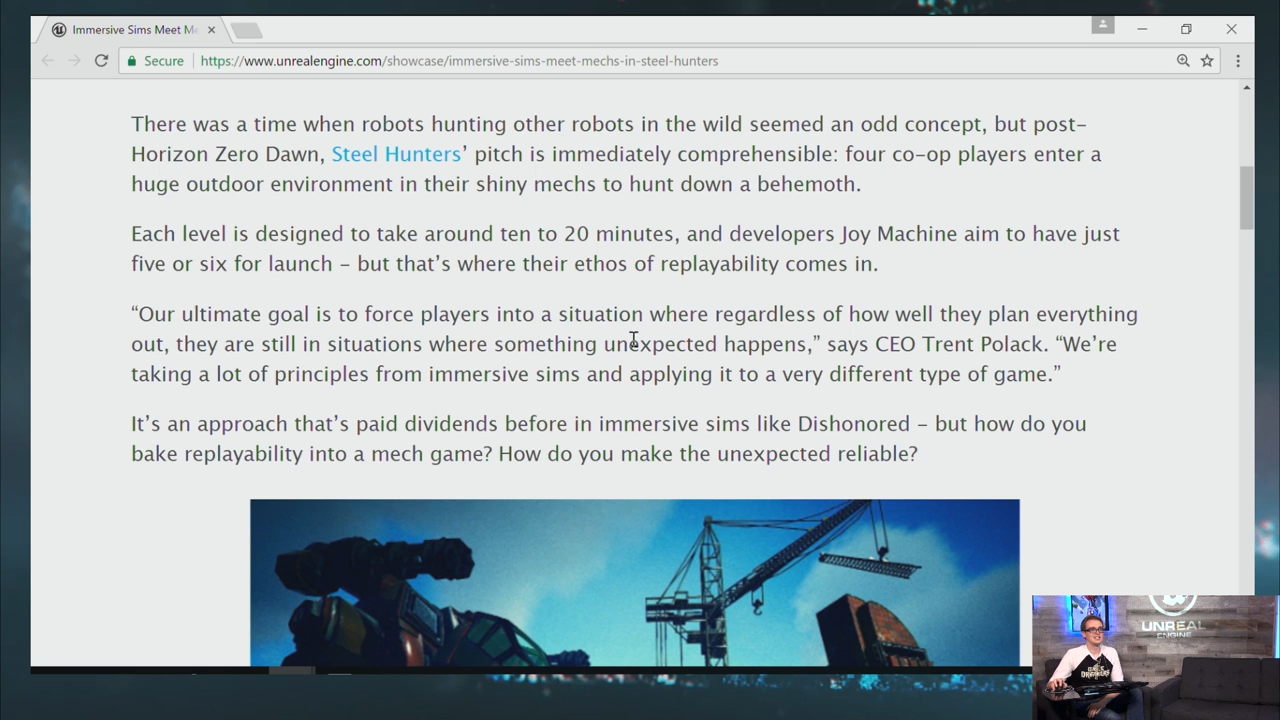 Immersive Sims Meet Me
Secure https://www.unrealengine.com/showcase/immersive-sims-meet-mechs-in-steel-hunters
There was a time when robots hunting other robots in the wild seemed an odd concept, but post-
Horizon Zero Dawn, Steel Hunters’ pitch is immediately comprehensible: four co-op players enter a
huge outdoor environment in their shiny mechs to hunt down a behemoth.
Each level is designed to take around ten to 20 minutes, and developers Joy Machine aim to have just
five or six for launch – but that’s where their ethos of replayability comes in.
“Our ultimate goal is to force players into a situation where regardless of how well they plan everything
out, they are still in situations where something unexpected happens,” says CEO Trent Polack. “We’re
taking a lot of principles from immersive sims and applying it to a very different type of game.”
It’s an approach that’s paid dividends before in immersive sims like Dishonored – but how do you
bake replayability into a mech game? How do you make the unexpected reliable?
UNREAL
ENGINE